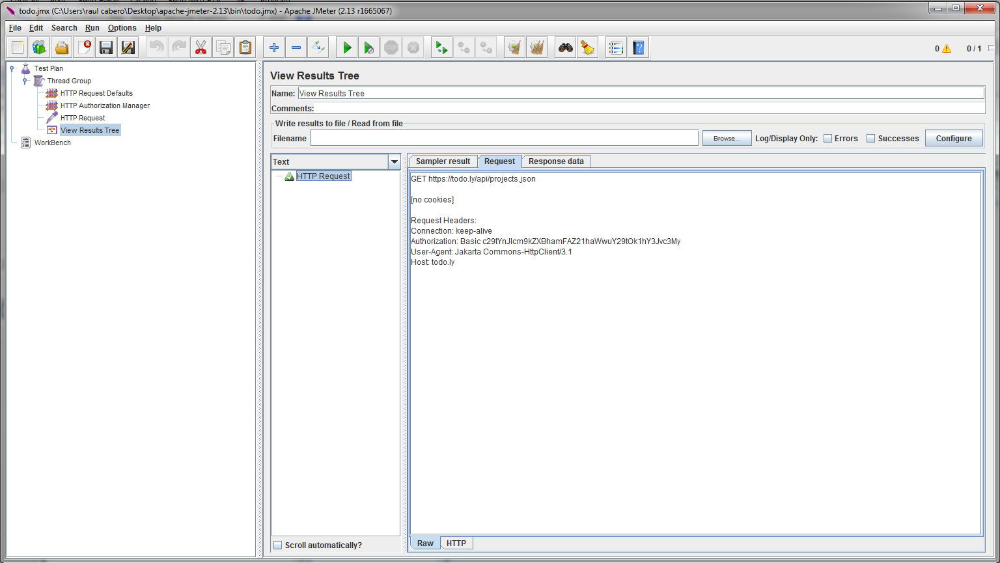 todo.jmx (C:\Users\raul cabero\Desktop\apache-jmeter-2.13\bin\todo.jmx) - Apache JMeter (2.13 r1665067)
File Edit Search Run Options Help
STOP
0 0 / 1
Test Plan
Thread Group
HTTP Request Defaults
HTTP Authorization Manager
HTTP Request
View Results Tree
WorkBench
View Results Tree
Name: View Results Tree
Comments:
Write results to file / Read from file
Filename Browse... Log/Display Only: Errors Successes Configure
Text
HTTP Request
Scroll automatically?
Sampler result Request Response data
GET https://todo.ly/api/projects.json
[no cookies]
Request Headers:
Connection: keep-alive
Authorization: Basic c29tYnJlcm9kZXBhamFAZ21haWwuY29tOk1hY3Jvc3My
User-Agent: Jakarta Commons-HttpClient/3.1
Host: todo.ly
Raw HTTP